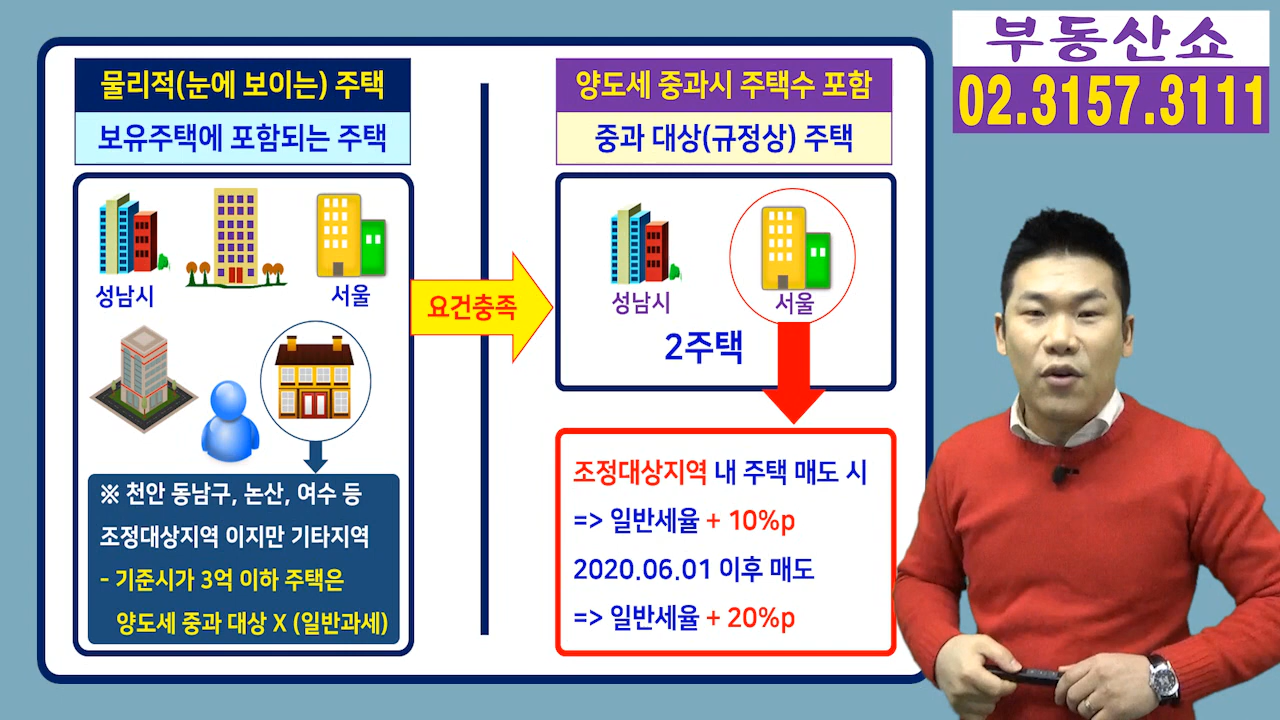 부동산쇼
02.3157.3111
물리적(눈에 보이는) 주택
보유주택에 포함되는 주택
성남시
서울
※ 천안 동남구, 논산, 여수 등
조정대상지역 이지만 기타지역
- 기준시가 3억 이하 주택은
양도세 중과 대상 X (일반과세)
요건충족
양도세 중과시 주택수 포함
중과 대상(규정상) 주택
성남시
서울
2주택
조정대상지역 내 주택 매도 시
=> 일반세율 + 10%p
2020.06.01 이후 매도
=> 일반세율 + 20%p